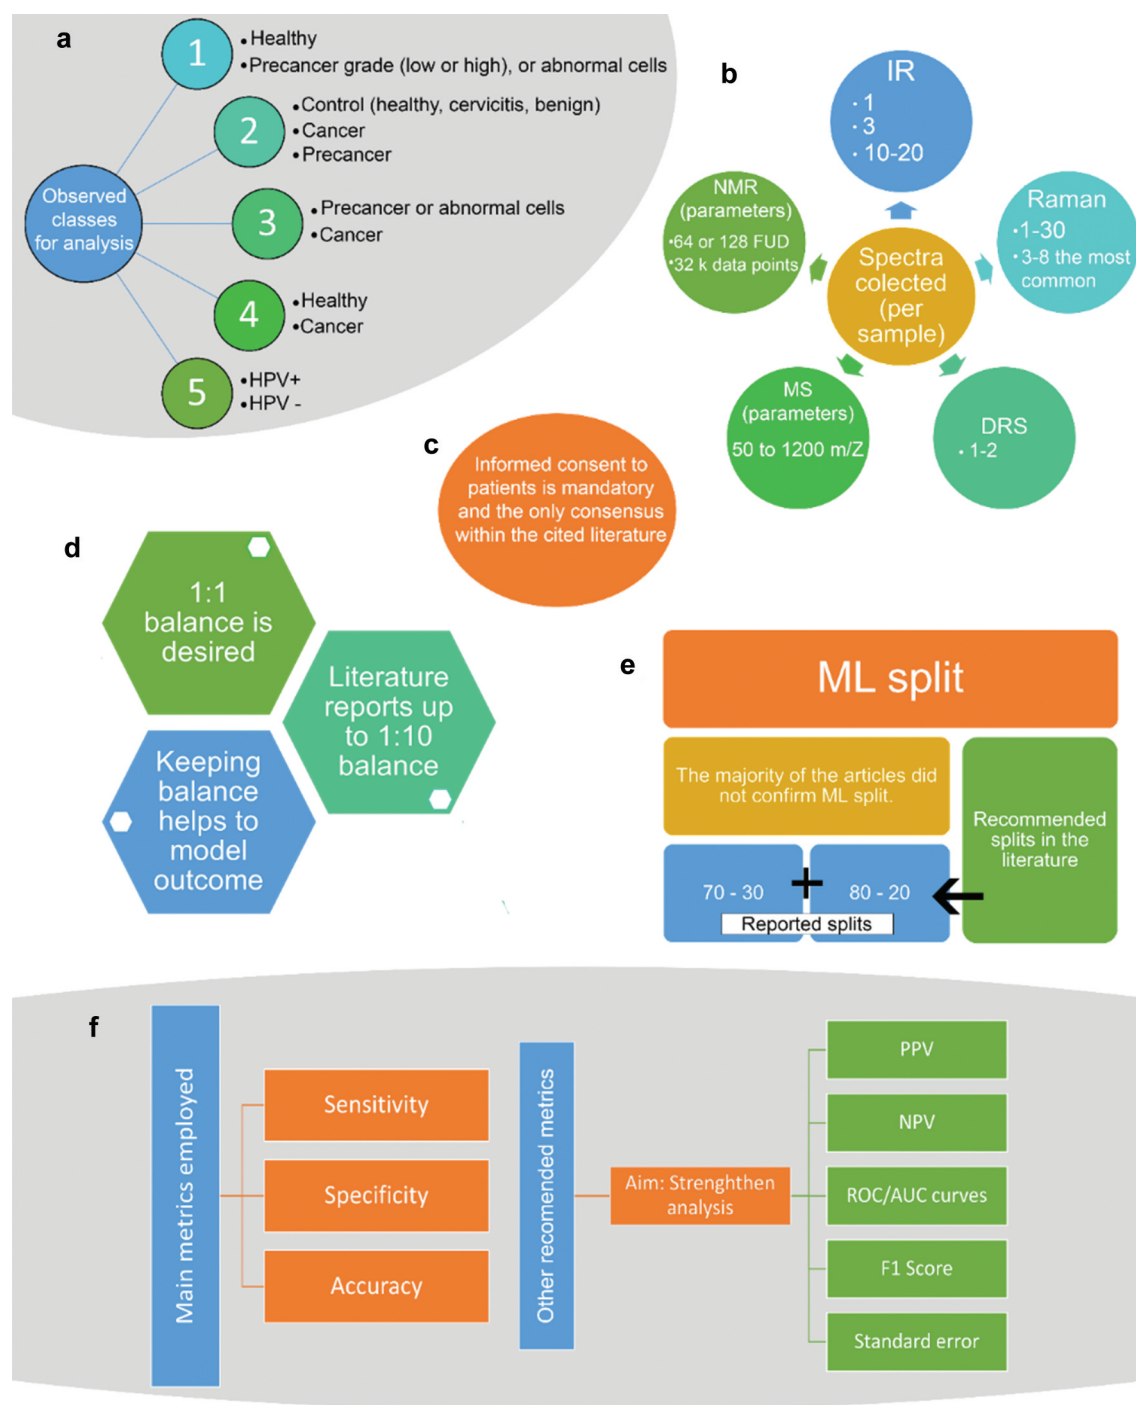 a
1
•Healthy
•Precancer grade (low or high), or abnormal cells
2
•Control (healthy, cervicitis, benign)
•Cancer
•Precancer
Observed
classes
for analysis
3
•Precancer or abnormal cells
•Cancer
4
•Healthy
•Cancer
5
•HPV+
•HPV -
b
IR
• 1
• 3
• 10-20
NMR
(parameters)
•64 or 128 FUD
•32 k data points
Raman
•1-30
• 3-8 the most
common
Spectra
colected
(per
sample)
MS
(parameters)
50 to 1200 m/Z
DRS
• 1-2
c
Informed consent to
patients is mandatory
and the only consensus
within the cited literature
d
1:1
balance is
desired
Literature
reports up
to 1:10
balance
Keeping
balance
helps to
model
outcome
e
ML split
The majority of the articles did
not confirm ML split.
Recommended
splits in the
literature
70 - 30 + 80 - 20
Reported splits
f
Main metrics employed
Sensitivity
Specificity
Accuracy
Other recomended metrics
Aim: Strenghthen
analysis
PPV
NPV
ROC/AUC curves
F1 Score
Standard error